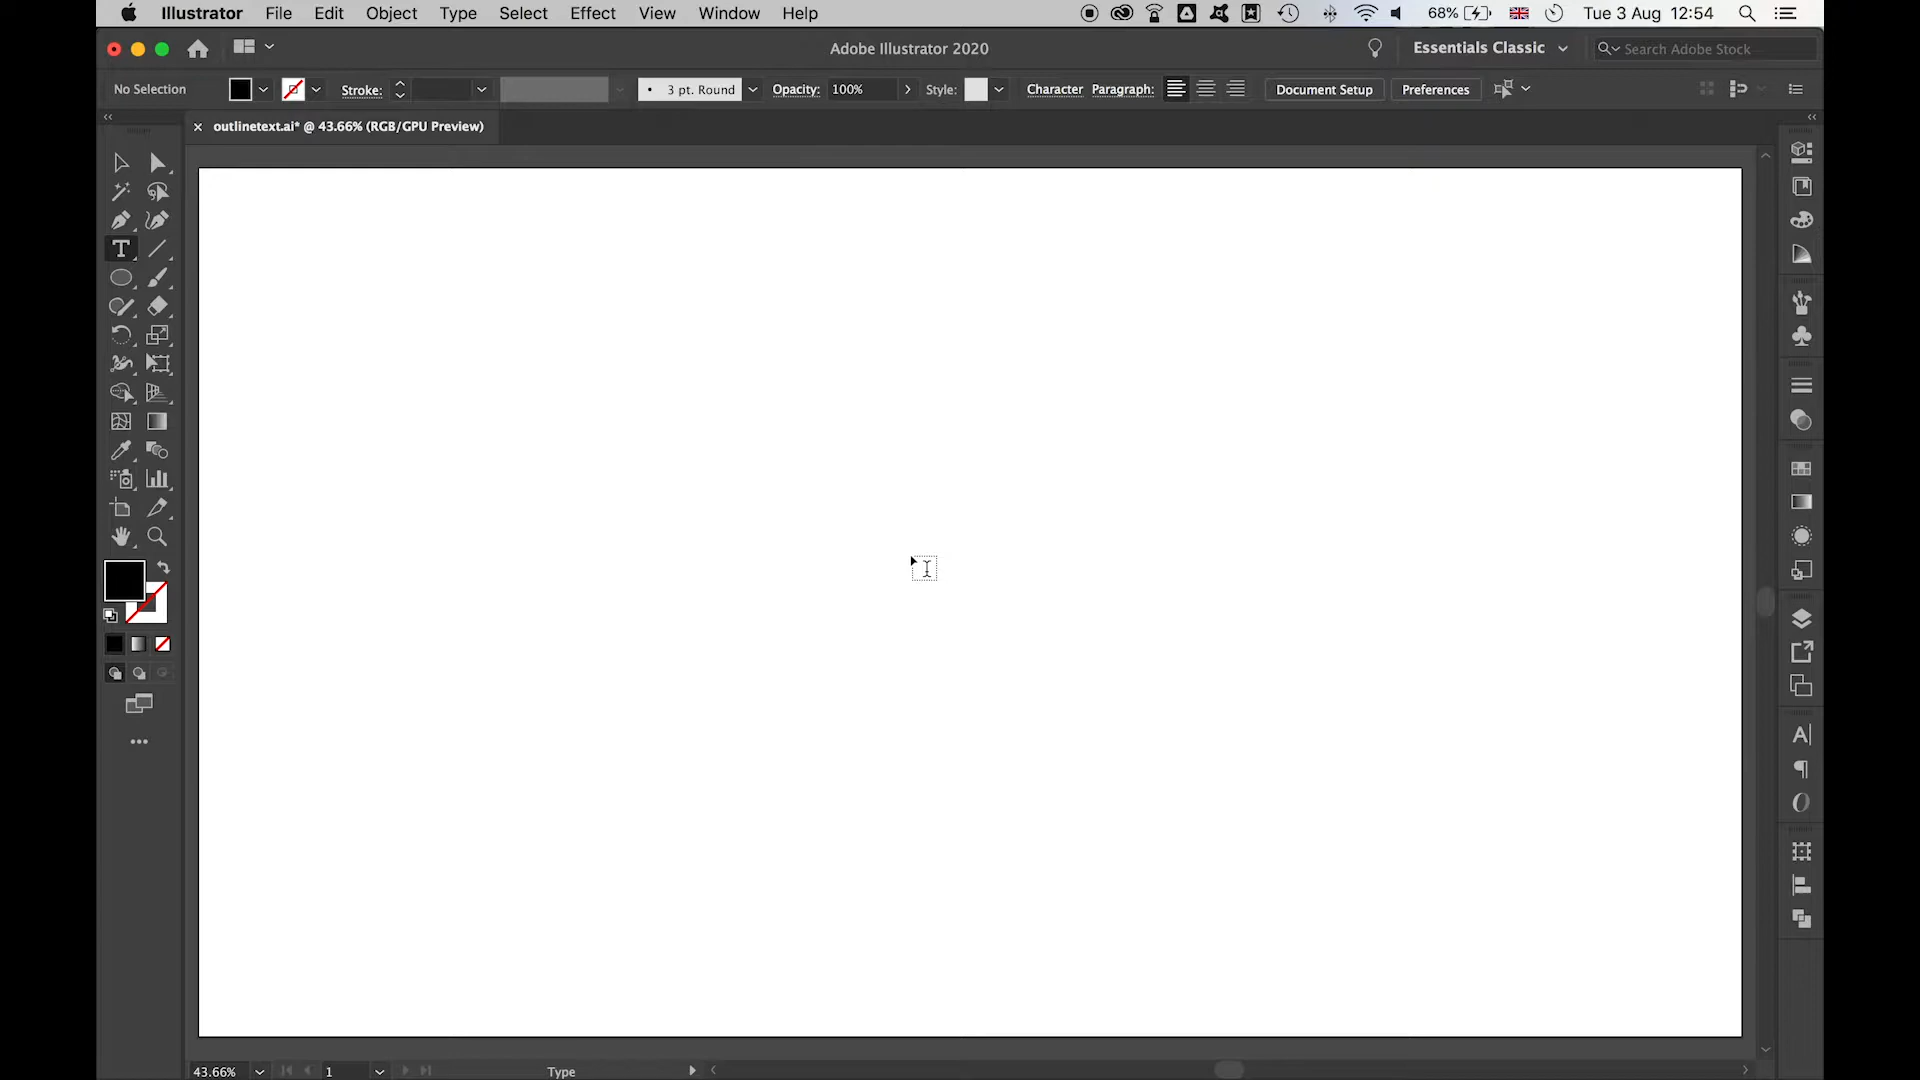 Illustrator File Edit Object Type Select Effect View Window Help 68% Tue 3 Aug 12:54
Adobe Illustrator 2020 Essentials Classic Search Adobe Stock
No Selection Stroke: 3 pt. Round Opacity: 100% Style: Character Paragraph: Document Setup Preferences
outlinetext.ai* @ 43.66% (RGB/GPU Preview)
43.66% 1 Type